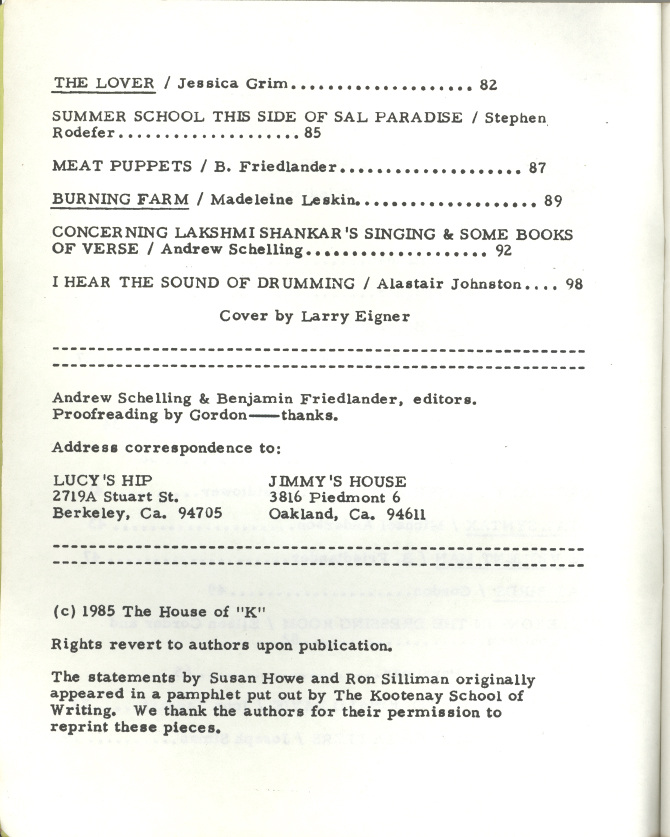 THE LOVER / Jessica Grim.................... 82
SUMMER SCHOOL THIS SIDE OF SAL PARADISE / Stephen
Rodefer....................85
MEAT PUPPETS / B. Friedlander.................... 87
BURNING FARM / Madeleine Leskin.................... 89
CONCERNING LAKSHMI SHANKAR'S SINGING & SOME BOOKS
OF VERSE / Andrew Schelling.................... 92
I HEAR THE SOUND OF DRUMMING / Alastair Johnston.... 98
Cover by Larry Eigner
Andrew Schelling & Benjamin Friedlander, editors.
Proofreading by Gordon——thanks.
Address correspondence to:
LUCY'S HIP JIMMY'S HOUSE
2719A Stuart St. 3816 Piedmont 6
Berkeley, Ca. 94705 Oakland, Ca. 94611
(c) 1985 The House of "K"
Rights revert to authors upon publication.
The statements by Susan Howe and Ron Silliman originally
appeared in a pamphlet put out by The Kootenay School of
Writing. We thank the authors for their permission to
reprint these pieces.